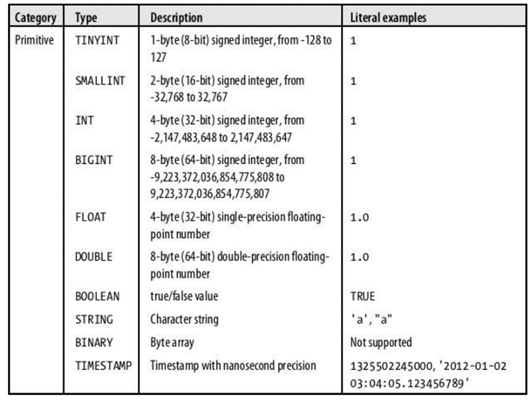 Category Type Description Literal examples
Primitive TINYINT 1-byte (8-bit) signed integer, from -128 to 1
127
SMALLINT 2-byte (16-bit) signed integer, from 1
-32,768 to 32,767
INT 4-byte (32-bit) signed integer, from 1
-2,147,483,648 to 2,147,483,647
BIGINT 8-byte (64-bit) signed integer, from 1
-9,223,372,036,854,775,808 to
9,223,372,036,854,775,807
FLOAT 4-byte (32-bit) single-precision floating- 1.0
point number
DOUBLE 8-byte (64-bit) double-precision floating- 1.0
point number
BOOLEAN true/false value TRUE
STRING Character string 'a', "a"
BINARY Byte array Not supported
TIMESTAMP Timestamp with nanosecond precision 1325502245000, '2012-01-02
03:04:05.123456789'